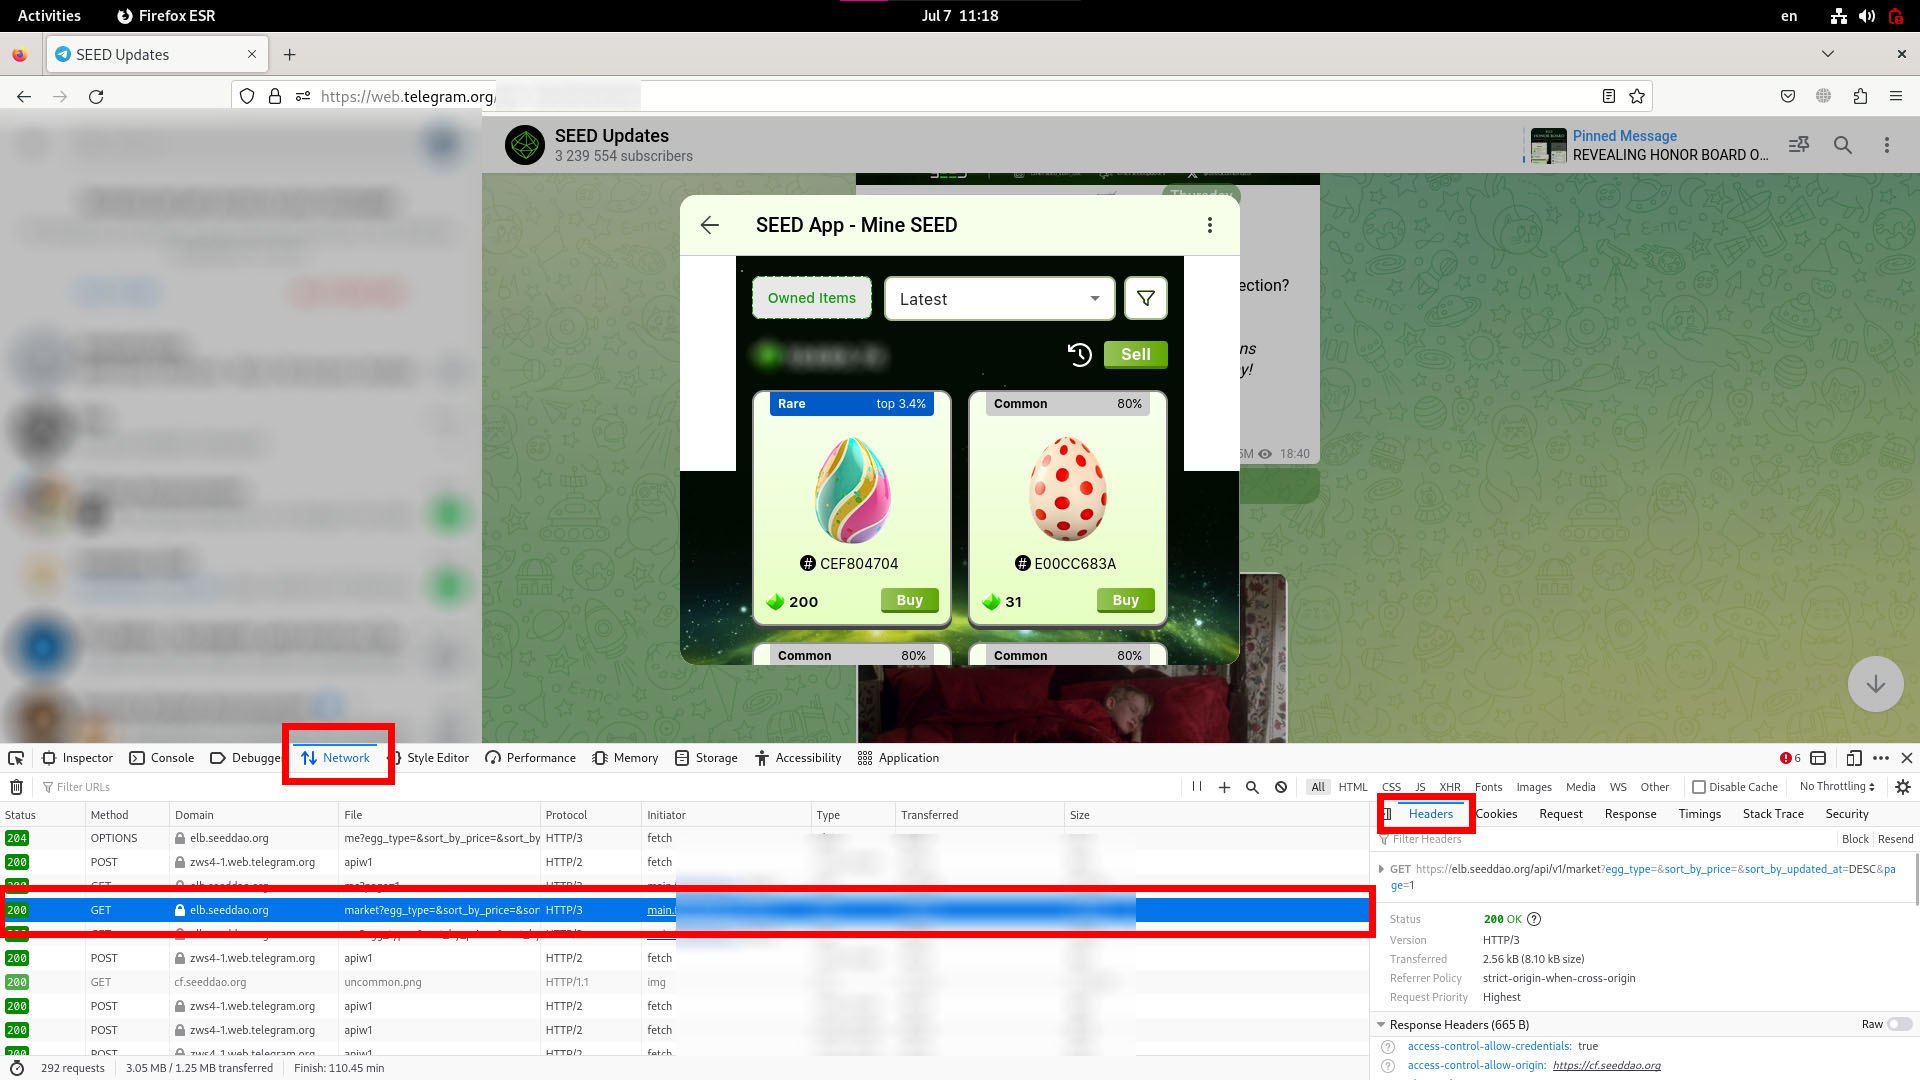 Activities
Firefox ESR
Jul 7 11:18
en
SEED Updates
https://web.telegram.org/
SEED Updates
3 239 554 subscribers
Pinned Message
REVEALING HONOR BOARD O…
Thursday
SEED App - Mine SEED
ection?
Owned Items
Latest
ns
y!
Sell
Rare top 3.4%
Common 80%
5M 18:40
# CEF804704
# E00CC683A
200 Buy
31 Buy
Common 80%
Common 80%
Inspector
Console
Debugge
Network
Style Editor
Performance
Memory
Storage
Accessibility
Application
6
Filter URLs
All HTML CSS JS XHR Fonts Images Media WS Other
Disable Cache
No Throttling
Status Method Domain File Protocol Initiator Type Transferred Size
204 OPTIONS elb.seeddao.org me?egg_type=&sort_by_price=&sort_by HTTP/3 fetch
200 POST zws4-1.web.telegram.org apiw1 HTTP/2 fetch
200 GET elb.seeddao.org market?egg_type=&sort_by_price=&sor HTTP/3 main.
200 POST zws4-1.web.telegram.org apiw1 HTTP/2 fetch
200 GET cf.seeddao.org uncommon.png HTTP/1.1 img
200 POST zws4-1.web.telegram.org apiw1 HTTP/2 fetch
200 POST zws4-1.web.telegram.org apiw1 HTTP/2 fetch
200 POST zws4-1.web.telegram.org apiw1 HTTP/2 fetch
292 requests
3.05 MB / 1.25 MB transferred
Finish: 110.45 min
Headers Cookies Request Response Timings Stack Trace Security
Filter Headers
Block Resend
GET https://elb.seeddao.org/api/v1/market?egg_type=&sort_by_price=&sort_by_updated_at=DESC&pa
ge=1
Status 200 OK
Version HTTP/3
Transferred 2.56 kB (8.10 kB size)
Referrer Policy strict-origin-when-cross-origin
Request Priority Highest
Response Headers (665 B) Raw
access-control-allow-credentials: true
access-control-allow-origin: https://cf.seeddao.org